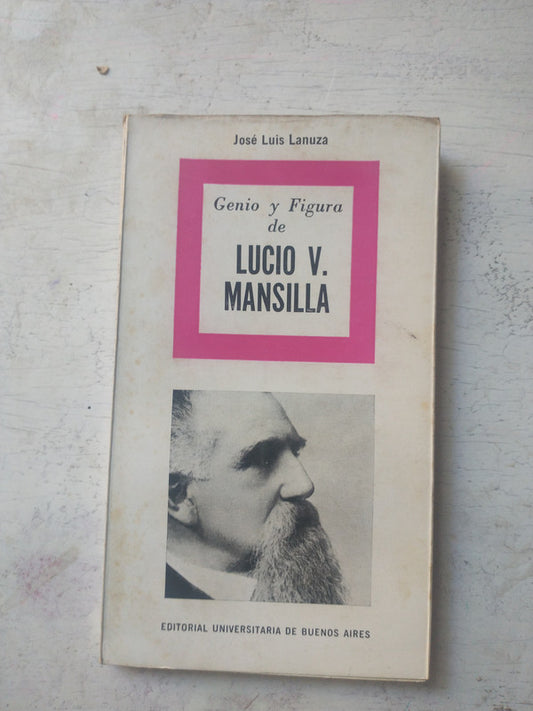 José Luis Lanuza
Genio y Figura
de
LUCIO V.
MANSILLA
EDITORIAL UNIVERSITARIA DE BUENOS AIRES